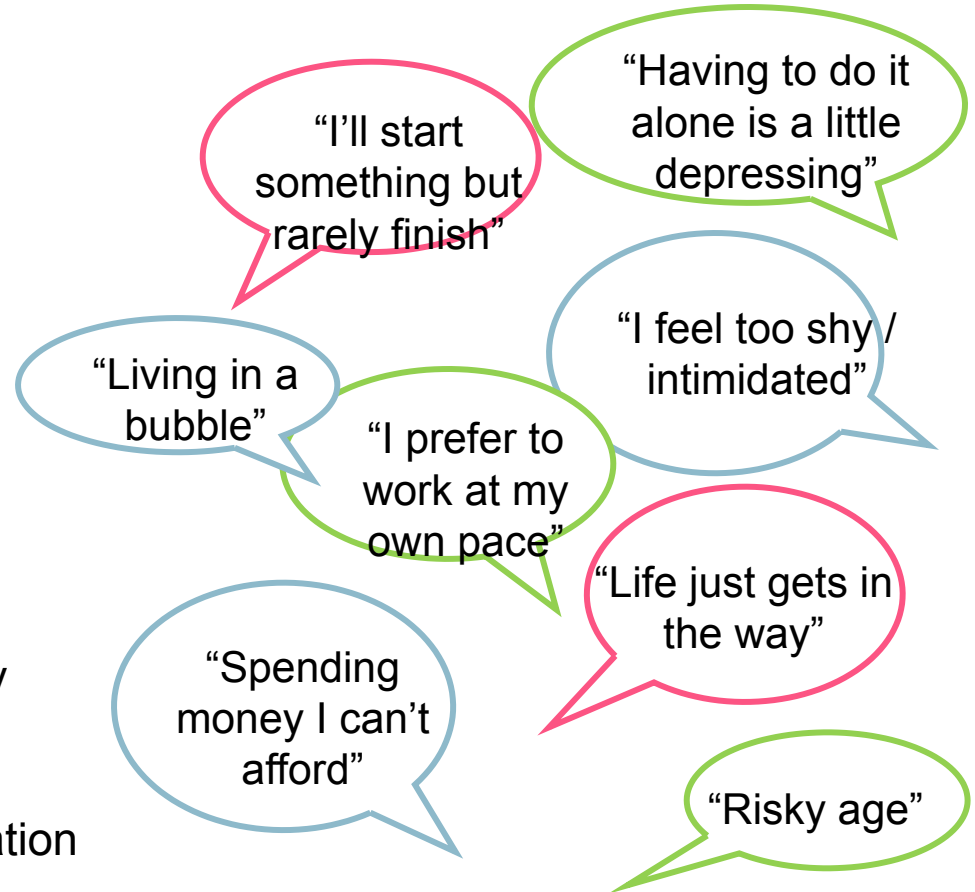 “Having to do it
alone is a little
depressing”
“I’ll start
something but
rarely finish”
“I feel too shy /
intimidated”
“Living in a
bubble”
“I prefer to
work at my
own pace”
“Life just gets in
the way”
“Spending
money I can’t
afford”
“Risky age”